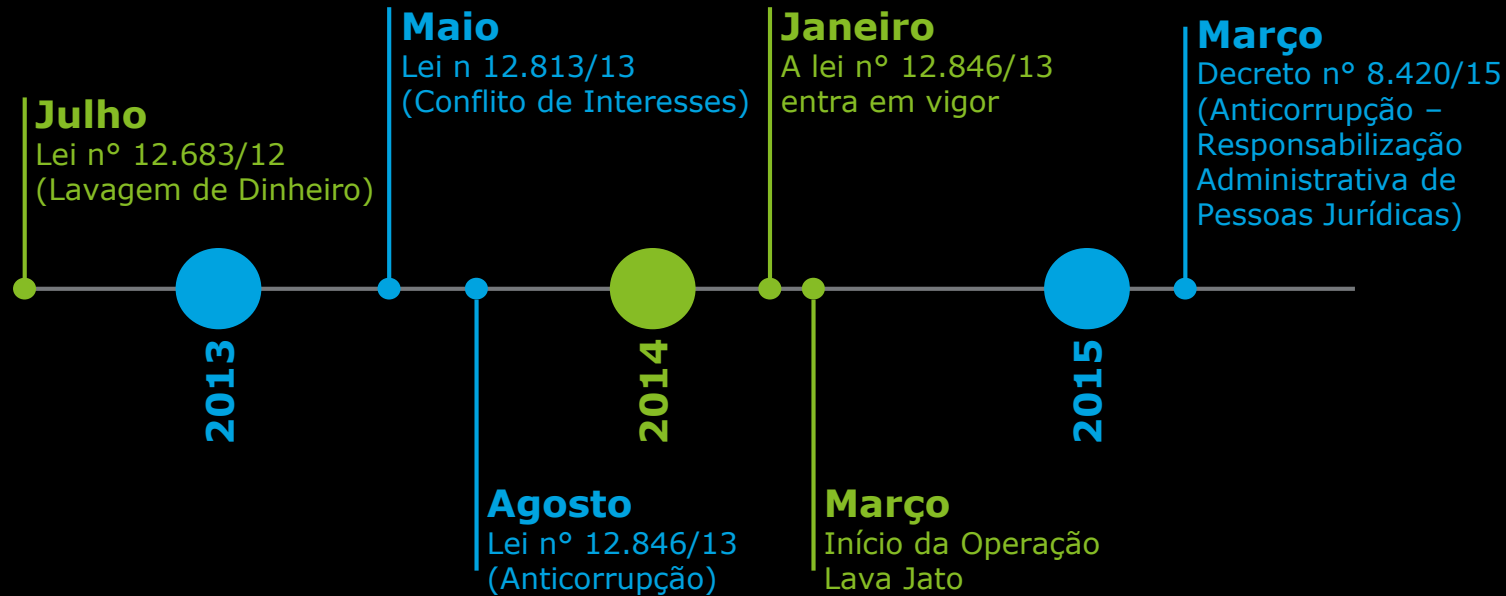 Julho
Lei n° 12.683/12
(Lavagem de Dinheiro)
2013
Maio
Lei n 12.813/13
(Conflito de Interesses)
Agosto
Lei n° 12.846/13
(Anticorrupção)
2014
Janeiro
A lei n° 12.846/13
entra em vigor
Março
Início da Operação
Lava Jato
2015
Março
Decreto n° 8.420/15
(Anticorrupção –
Responsabilização
Administrativa de
Pessoas Jurídicas)